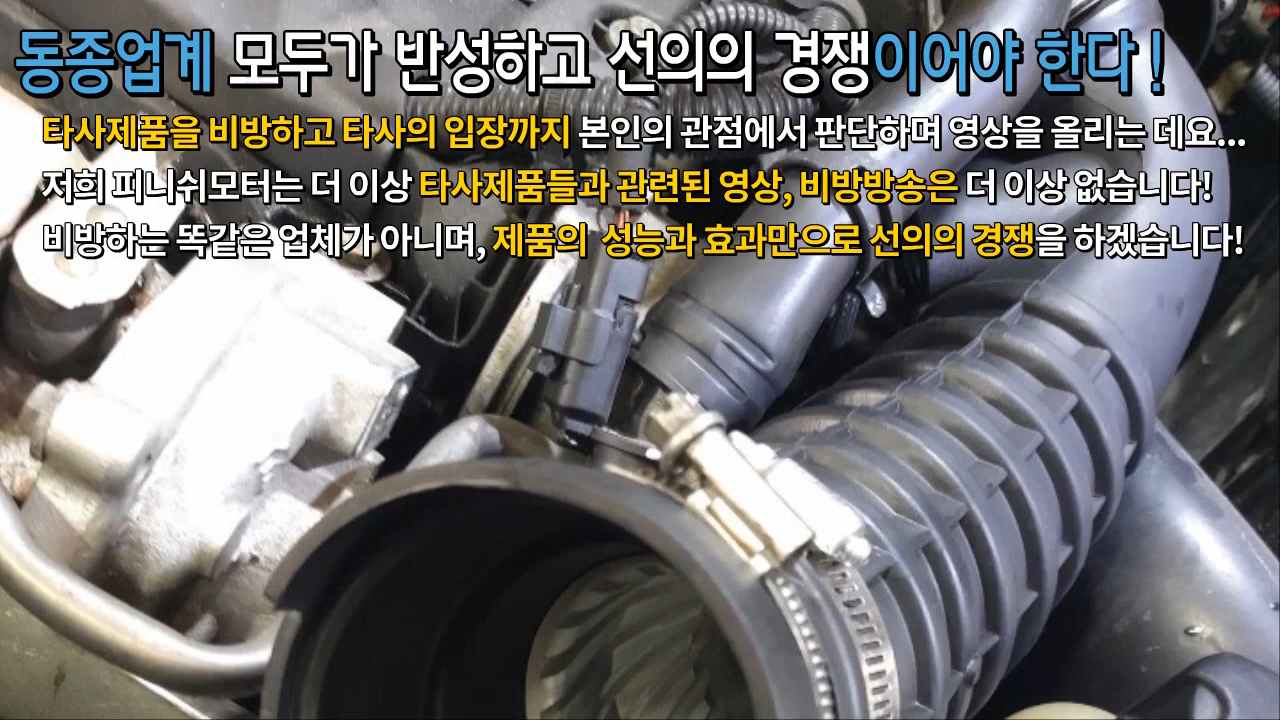 동종업계 모두가 반성하고 선의의 경쟁이어야 한다!
타사제품을 비방하고 타사의 입장까지 본인의 관점에서 판단하며 영상을 올리는 데요...
저희 피니쉬모터는 더 이상 타사제품들과 관련된 영상, 비방방송은 더 이상 없습니다!
비방하는 똑같은 업체가 아니며, 제품의 성능과 효과만으로 선의의 경쟁을 하겠습니다!